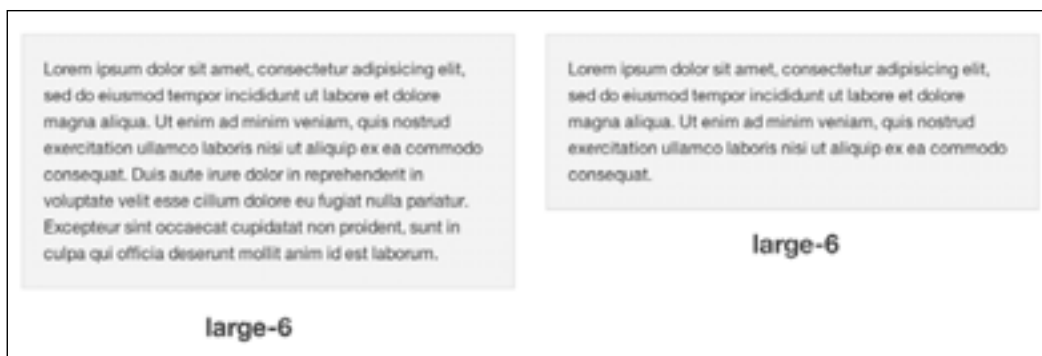 Lorem ipsum dolor sit amet, consectetur adipisicing elit,
sed do eiusmod tempor incididunt ut labore et dolore
magna aliqua. Ut enim ad minim veniam, quis nostrud
exercitation ullamco laboris nisi ut aliquip ex ea commodo
consequat. Duis aute irure dolor in reprehenderit in
voluptate velit esse cillum dolore eu fugiat nulla pariatur.
Excepteur sint occaecat cupidatat non proident, sunt in
culpa qui officia deserunt mollit anim id est laborum.
large-6
Lorem ipsum dolor sit amet, consectetur adipisicing elit,
sed do eiusmod tempor incididunt ut labore et dolore
magna aliqua. Ut enim ad minim veniam, quis nostrud
exercitation ullamco laboris nisi ut aliquip ex ea commodo
consequat.
large-6